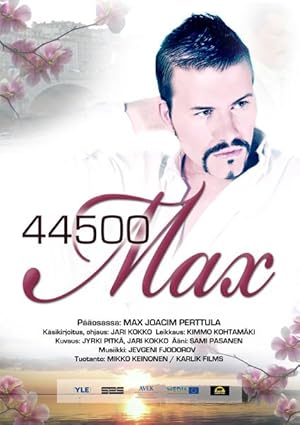 44500
Max
Pääosassa: MAX JOACIM PERTTULA
Käsikirjoitus, ohjaus: JARI KOKKO Leikkaus: KIMMO KOHTAMÄKI
Kuvaus: JYRKI PITKÄ, JARI KOKKO Ääni: SAMI PASANEN
Musiikki: JEVGENI FJODOROV
Tuotanto: MIKKO KEINONEN / KARLIK FILMS
YLE AVEK MEDIA